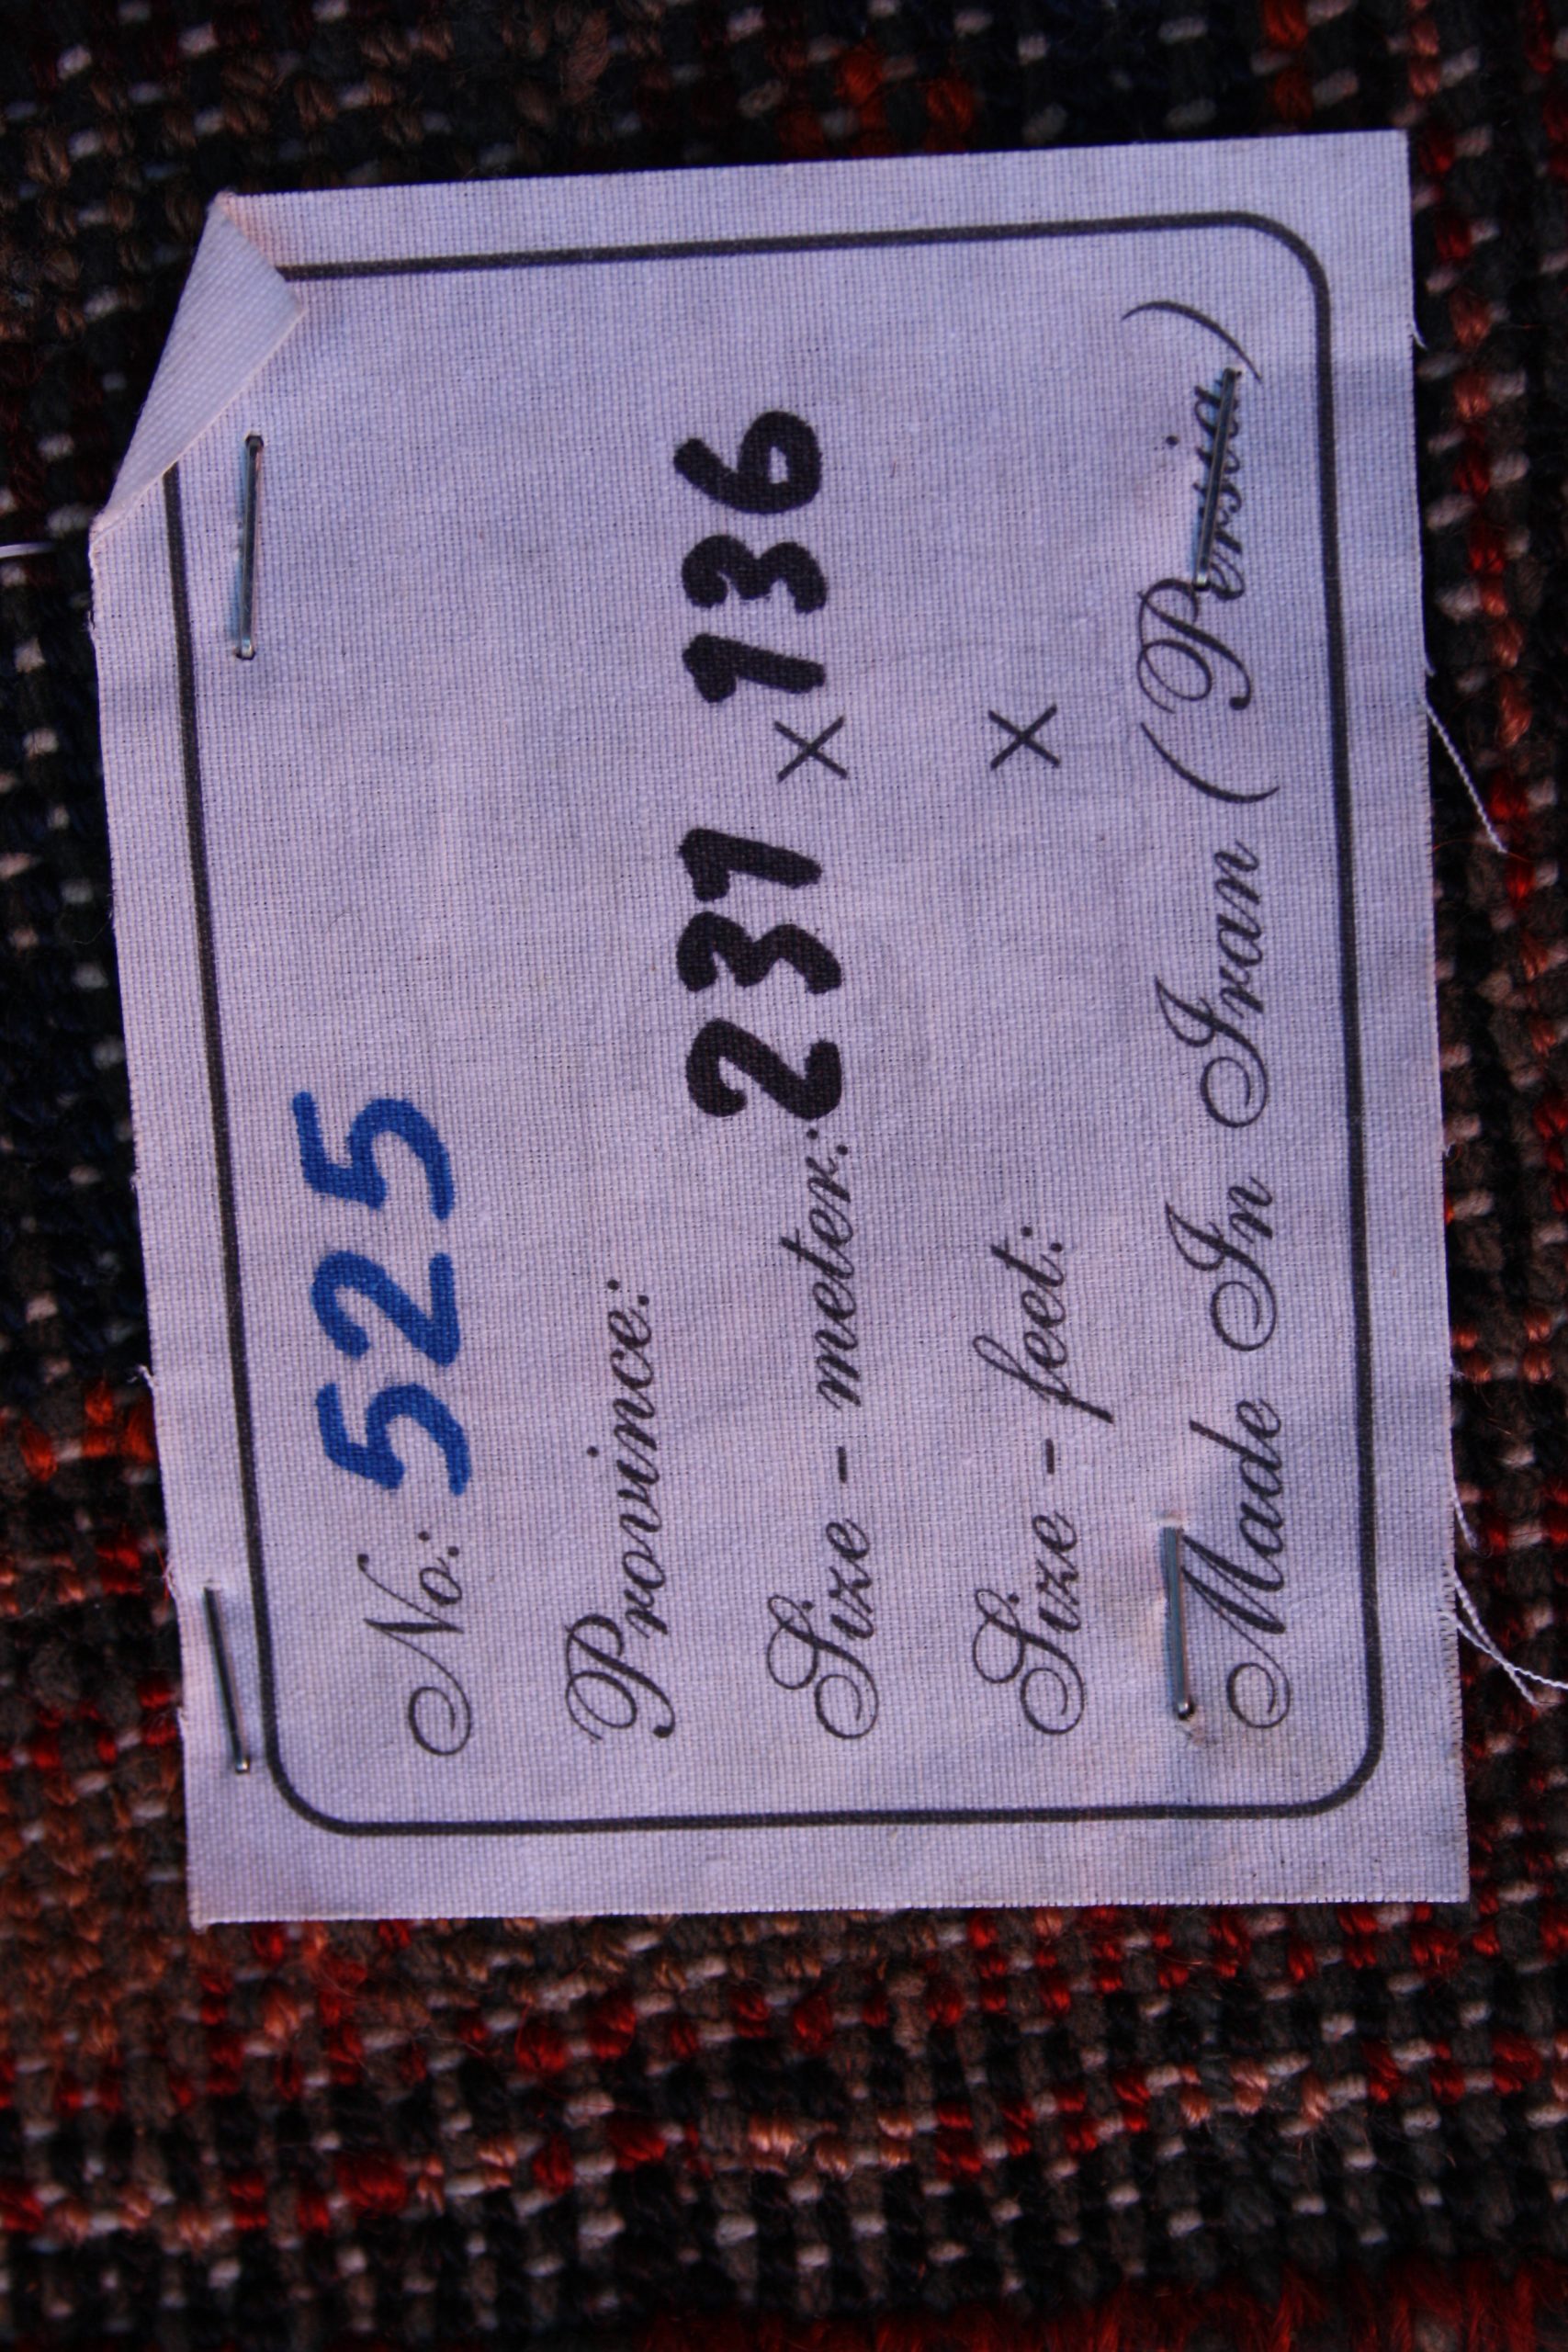 No.: 525
Province:
Size - meter: 231 x 136
Size - feet: x
Made In Iran (Persia)